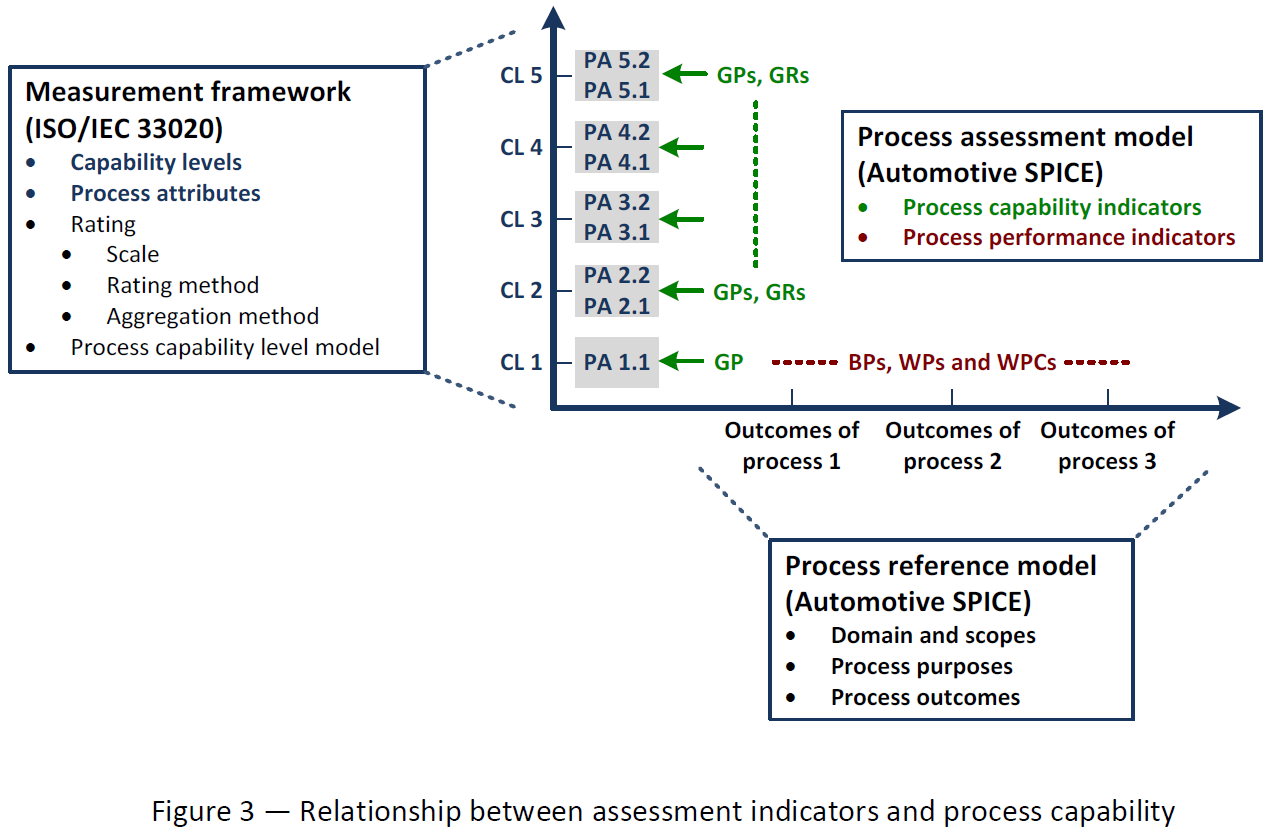 Measurement framework
(ISO/IEC 33020)
• Capability levels
• Process attributes
• Rating
• Scale
• Rating method
• Aggregation method
• Process capability level model
CL 5
PA 5.2
PA 5.1
GPs, GRs
CL 4
PA 4.2
PA 4.1
CL 3
PA 3.2
PA 3.1
CL 2
PA 2.2
PA 2.1
GPs, GRs
CL 1
PA 1.1
GP
BPs, WPs and WPCs
Process assessment model
(Automotive SPICE)
• Process capability indicators
• Process performance indicators
Outcomes of
process 1
Outcomes of
process 2
Outcomes of
process 3
Process reference model
(Automotive SPICE)
• Domain and scopes
• Process purposes
• Process outcomes
Figure 3 — Relationship between assessment indicators and process capability